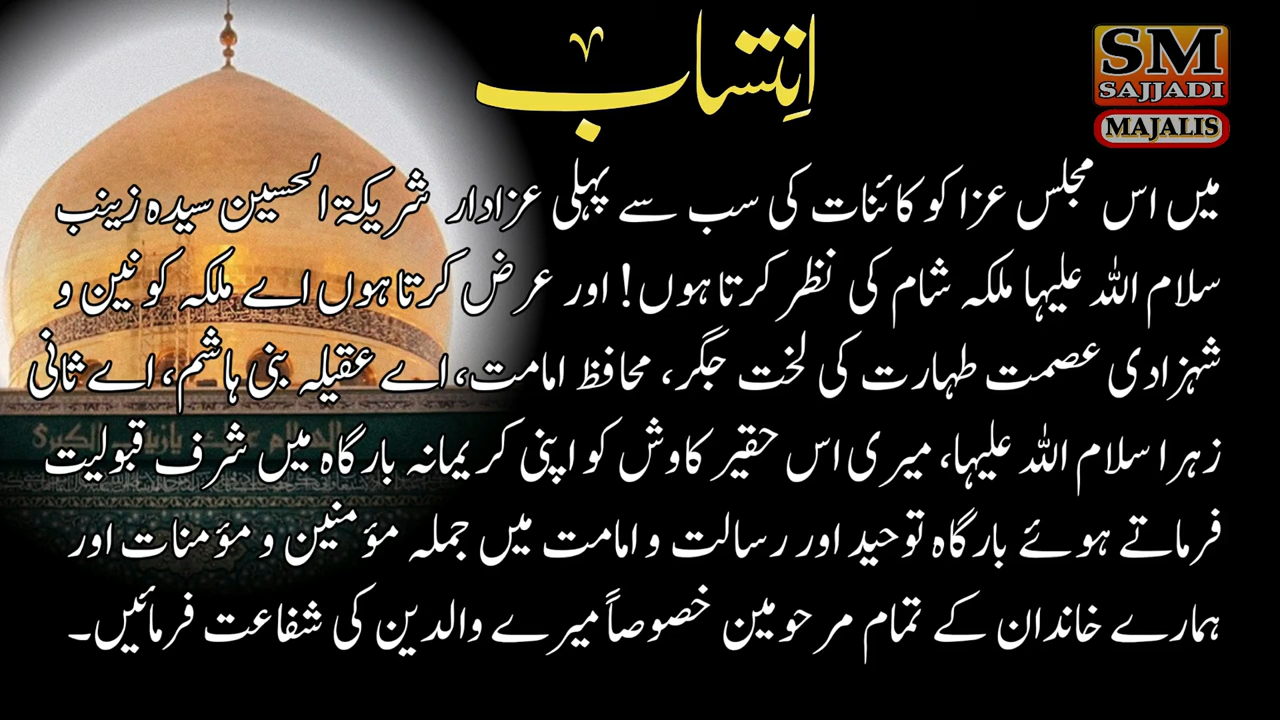 اِنتساب
SM
SAJJADI
MAJALIS
میں اس مجلس عزا کو کائنات کی سب سے پہلی عزادار شریکۃ الحسین سیدہ زینب
سلام اللہ علیہا ملکہ شام کی نظر کرتا ہوں! اور عرض کرتا ہوں اے ملکہ کونین و
شہزادی عصمت طہارت کی لخت جگر، محافظ امامت، اے عقیلہ بنی ہاشم، اے ثانی
زہرا سلام اللہ علیہا، میری اس حقیر کاوش کو اپنی کریمانہ بارگاہ میں شرف قبولیت
فرماتے ہوئے بارگاہ توحید اور رسالت و امامت میں جملہ مؤمنین و مؤمنات اور
ہمارے خاندان کے تمام مرحومین خصوصاً میرے والدین کی شفاعت فرمائیں۔